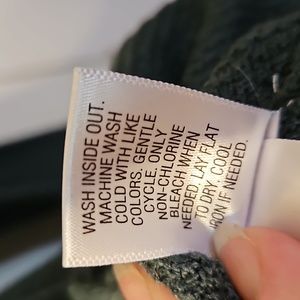 WASH INSIDE OUT.
MACHINE WASH
COLD WITH LIKE
COLORS, GENTLE
CYCLE. ONLY
NON-CHLORINE
BLEACH WHEN
NEEDED. LAY FLAT
TO DRY. COOL
IRON IF NEEDED.